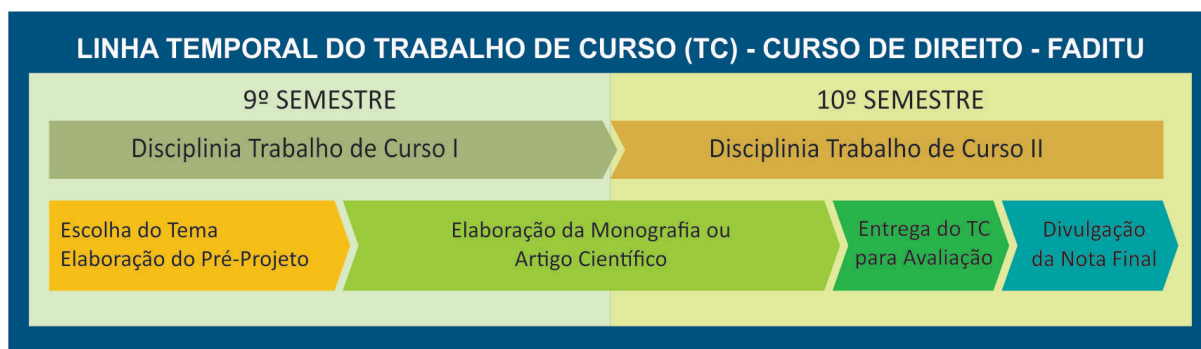 LINHA TEMPORAL DO TRABALHO DE CURSO (TC) - CURSO DE DIREITO - FADITU
9º SEMESTRE
10º SEMESTRE
Disciplinia Trabalho de Curso I
Disciplinia Trabalho de Curso II
Escolha do Tema
Elaboração do Pré-Projeto
Elaboração da Monografia ou
Artigo Científico
Entrega do TC
para Avaliação
Divulgação
da Nota Final